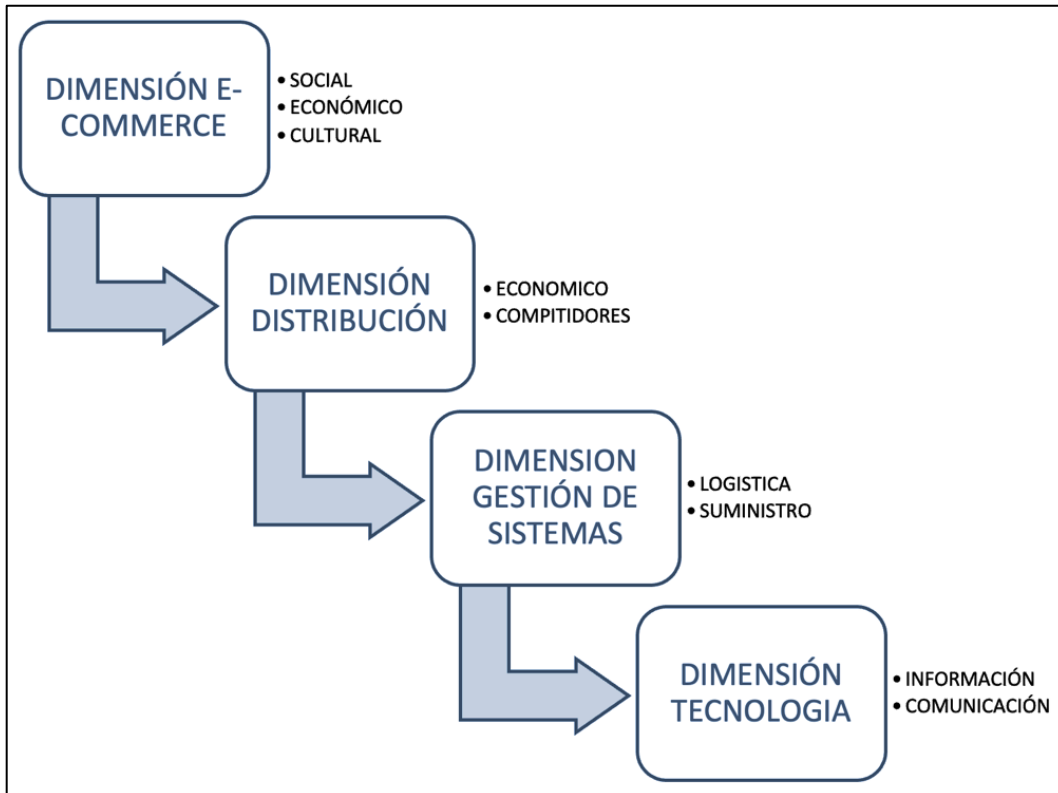 DIMENSIÓN E-
COMMERCE
• SOCIAL
• ECONÓMICO
• CULTURAL
DIMENSIÓN
DISTRIBUCIÓN
• ECONOMICO
• COMPITIDORES
DIMENSION
GESTIÓN DE
SISTEMAS
• LOGISTICA
• SUMINISTRO
DIMENSIÓN
TECNOLOGIA
• INFORMACIÓN
• COMUNICACIÓN